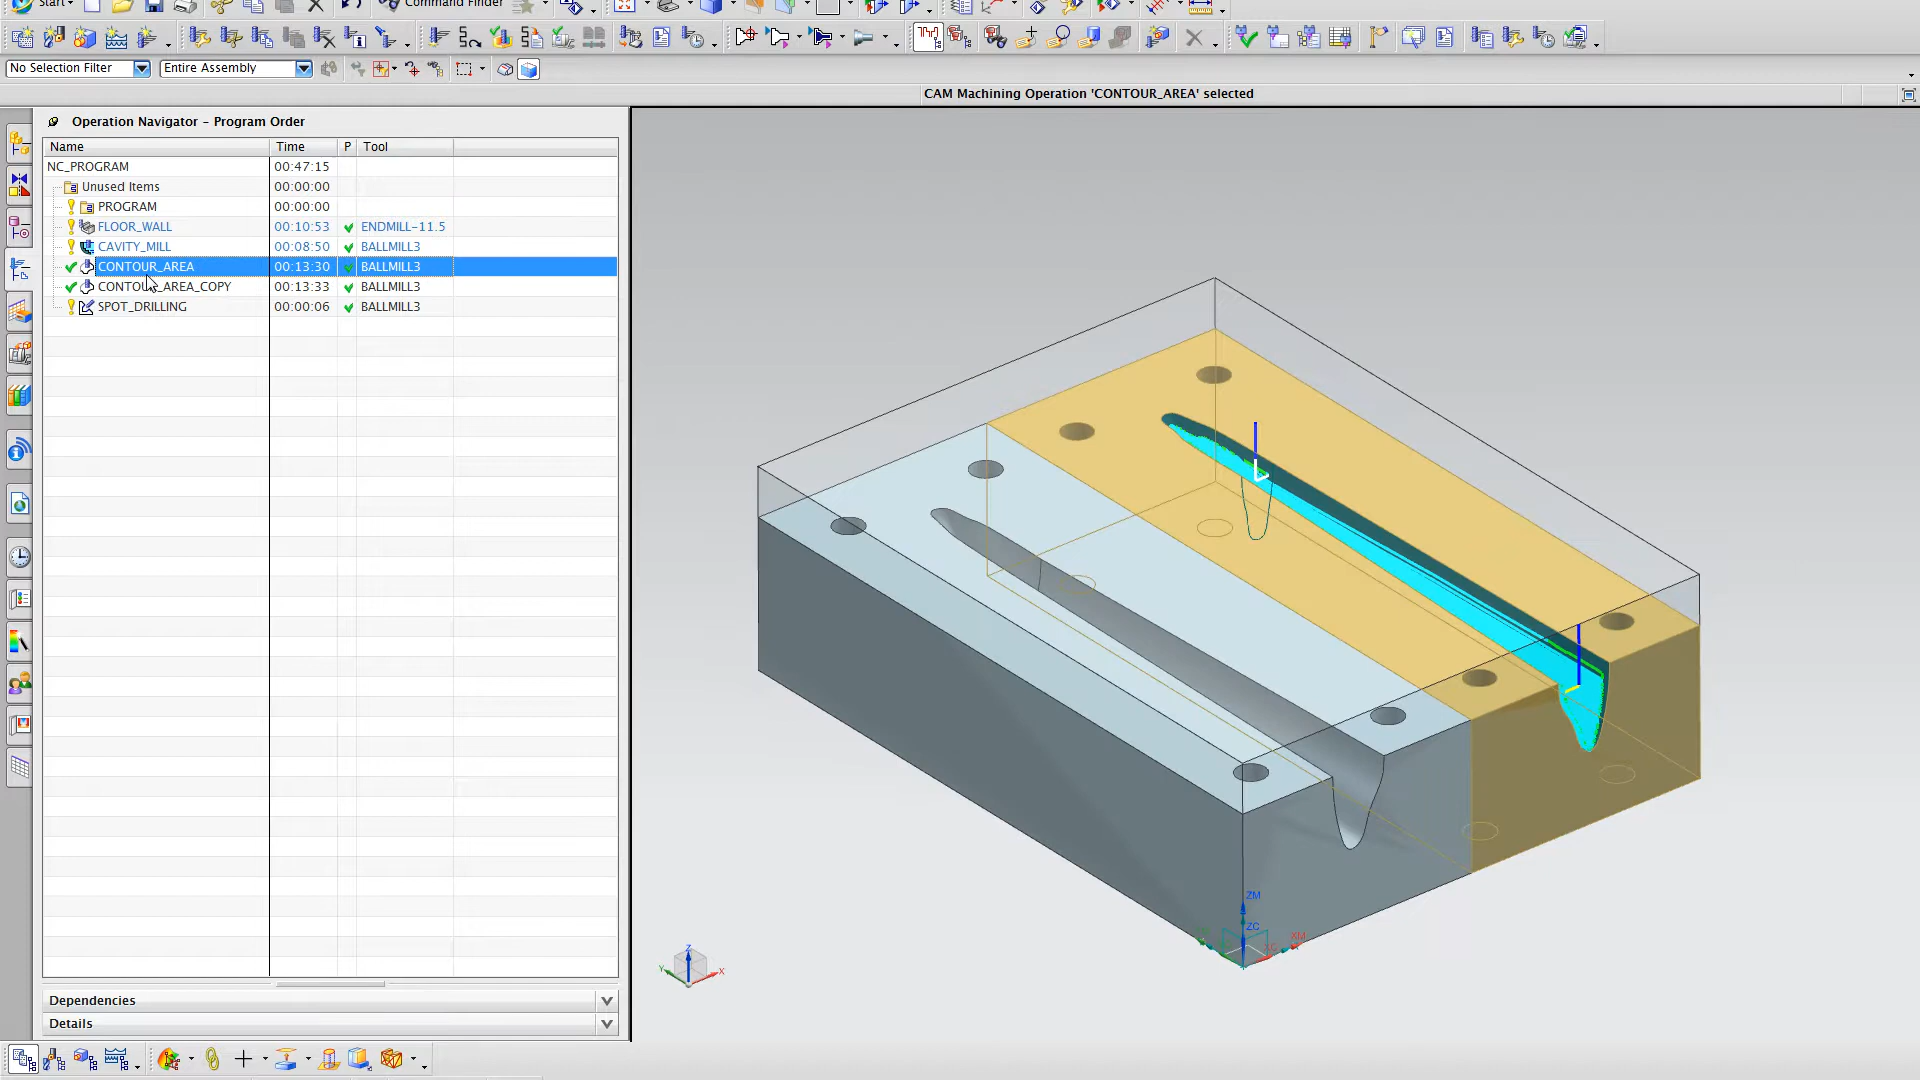 Start
Command Finder
No Selection Filter
Entire Assembly
CAM Machining Operation 'CONTOUR_AREA' selected
Operation Navigator - Program Order
Name Time P Tool
NC_PROGRAM 00:47:15
Unused Items 00:00:00
PROGRAM 00:00:00
FLOOR_WALL 00:10:53 ENDMILL-11.5
CAVITY_MILL 00:08:50 BALLMILL3
CONTOUR_AREA 00:13:30 BALLMILL3
CONTOUR_AREA_COPY 00:13:33 BALLMILL3
SPOT_DRILLING 00:00:06 BALLMILL3
ZM
ZC
XM
XC
Z
Y
X
Dependencies
Details